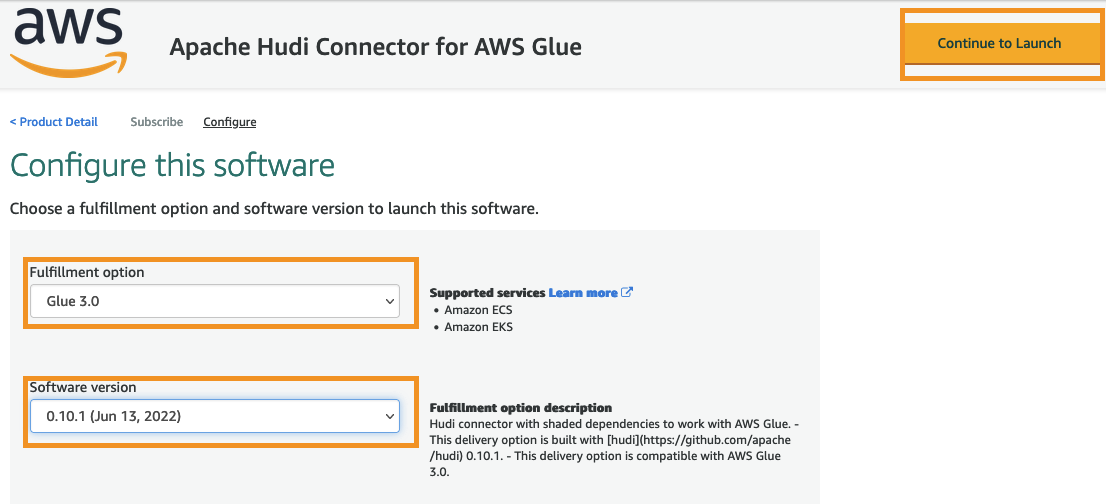 aws
Apache Hudi Connector for AWS Glue
Continue to Launch
< Product Detail
Subscribe
Configure
Configure this software
Choose a fulfillment option and software version to launch this software.
Fulfillment option
Glue 3.0
Supported services Learn more
• Amazon ECS
• Amazon EKS
Software version
0.10.1 (Jun 13, 2022)
Fulfillment option description
Hudi connector with shaded dependencies to work with AWS Glue. -
This delivery option is built with [hudi](https://github.com/apache
/hudi) 0.10.1. - This delivery option is compatible with AWS Glue
3.0.